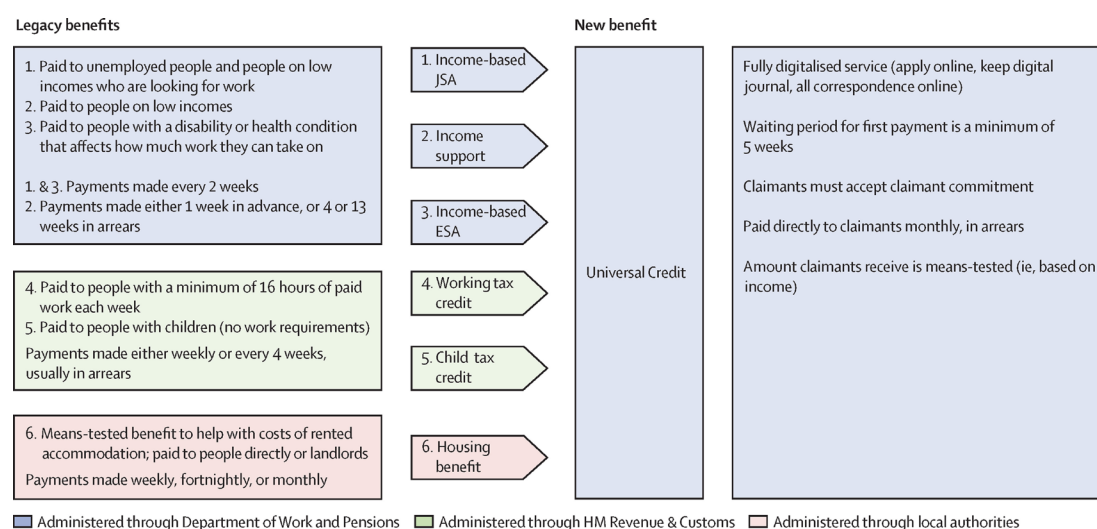 Legacy benefits
New benefit
1. Paid to unemployed people and people on low
incomes who are looking for work
2. Paid to people on low incomes
3. Paid to people with a disability or health condition
that affects how much work they can take on
1. & 3. Payments made every 2 weeks
2. Payments made either 1 week in advance, or 4 or 13
weeks in arrears
1. Income-based
JSA
2. Income
support
3. Income-based
ESA
4. Paid to people with a minimum of 16 hours of paid
work each week
5. Paid to people with children (no work requirements)
Payments made either weekly or every 4 weeks,
usually in arrears
4. Working tax
credit
5. Child tax
credit
6. Means-tested benefit to help with costs of rented
accommodation; paid to people directly or landlords
Payments made weekly, fortnightly, or monthly
6. Housing
benefit
Universal Credit
Fully digitalised service (apply online, keep digital
journal, all correspondence online)
Waiting period for first payment is a minimum of
5 weeks
Claimants must accept claimant commitment
Paid directly to claimants monthly, in arrears
Amount claimants receive is means-tested (ie, based on
income)
Administered through Department of Work and Pensions
Administered through HM Revenue & Customs
Administered through local authorities